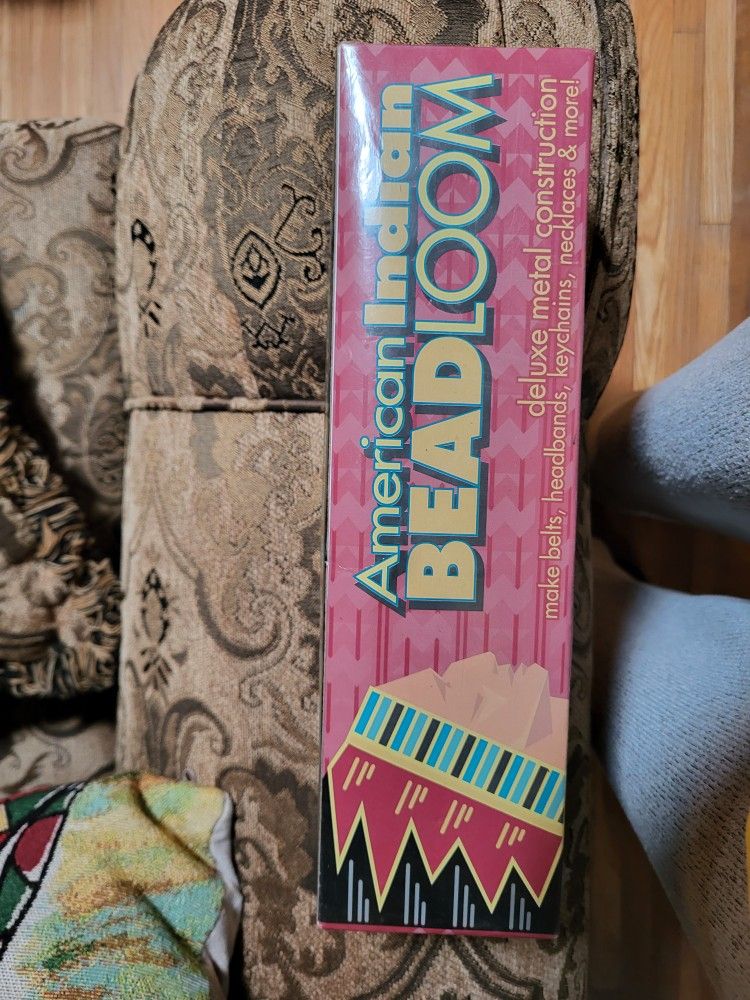 American Indian
BEADLOOM
deluxe metal construction
make belts, headbands, keychains, necklaces & more!